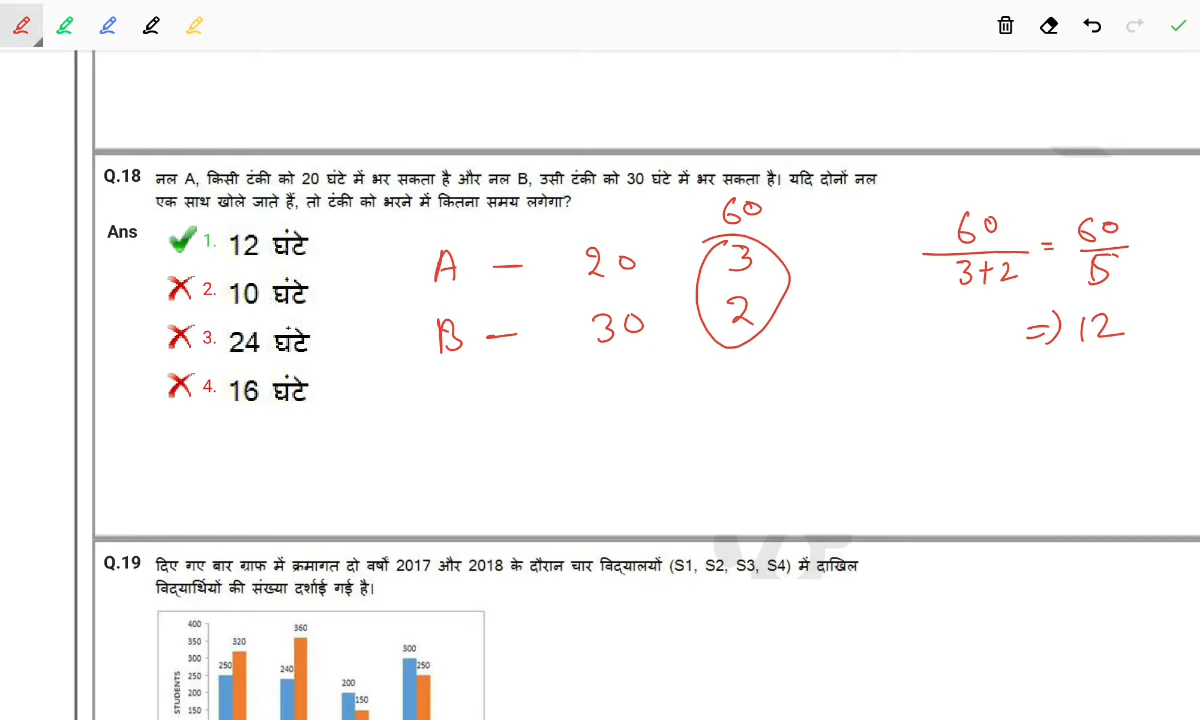 Q.18 नल A, किसी टंकी को 20 घंटे में भर सकता है और नल B, उसी टंकी को 30 घंटे में भर सकता है। यदि दोनों नल
एक साथ खोले जाते हैं, तो टंकी को भरने में कितना समय लगेगा?
Ans
1. 12 घंटे
2. 10 घंटे
3. 24 घंटे
4. 16 घंटे
60
A — 20 3
B — 30 2
60/3+2 = 60/5
=) 12
Q.19 दिए गए बार ग्राफ में क्रमागत दो वर्षों 2017 और 2018 के दौरान चार विद्यालयों (S1, S2, S3, S4) में दाखिल
विद्यार्थियों की संख्या दर्शाई गई है।
STUDENTS
400
350
300
250
200
150
250 320
240 360
200 150
300 250